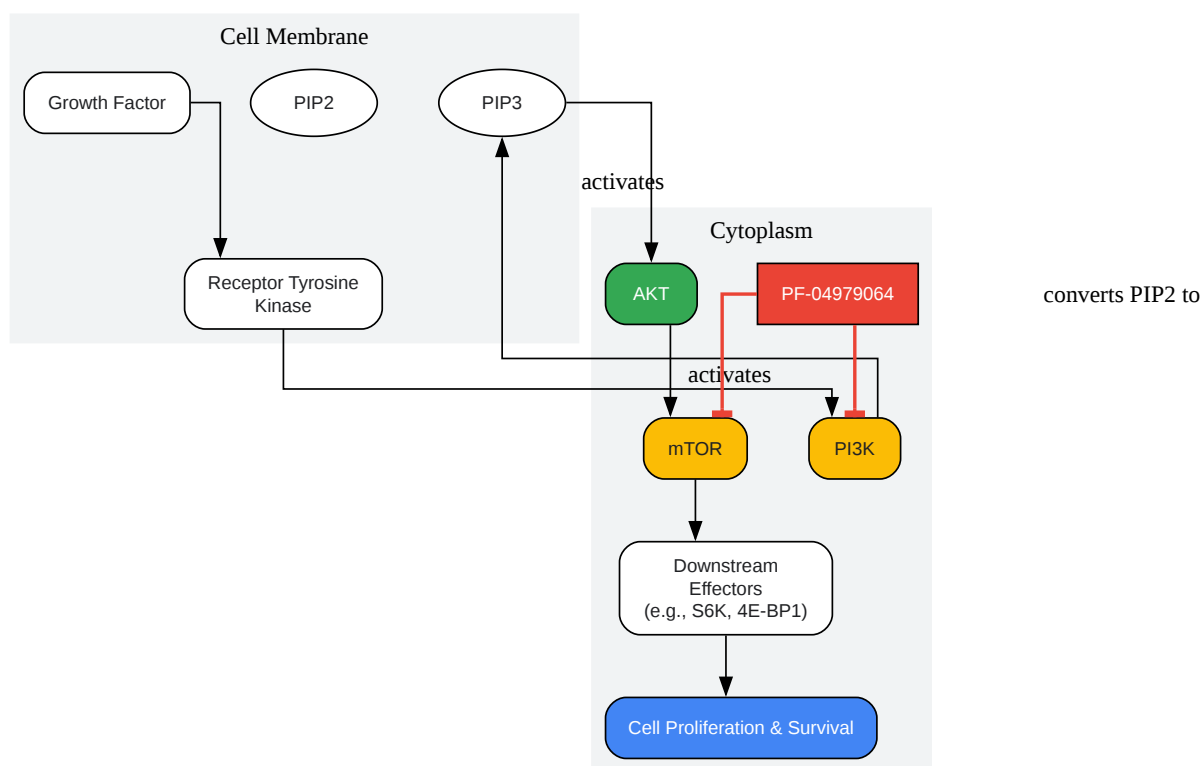 Cell Membrane
Growth Factor
PIP2
PIP3
activates
Cytoplasm
Receptor Tyrosine
Kinase
AKT
PF-04979064
converts PIP2 to
activates
mTOR
PI3K
Downstream
Effectors
(e.g., S6K, 4E-BP1)
Cell Proliferation & Survival